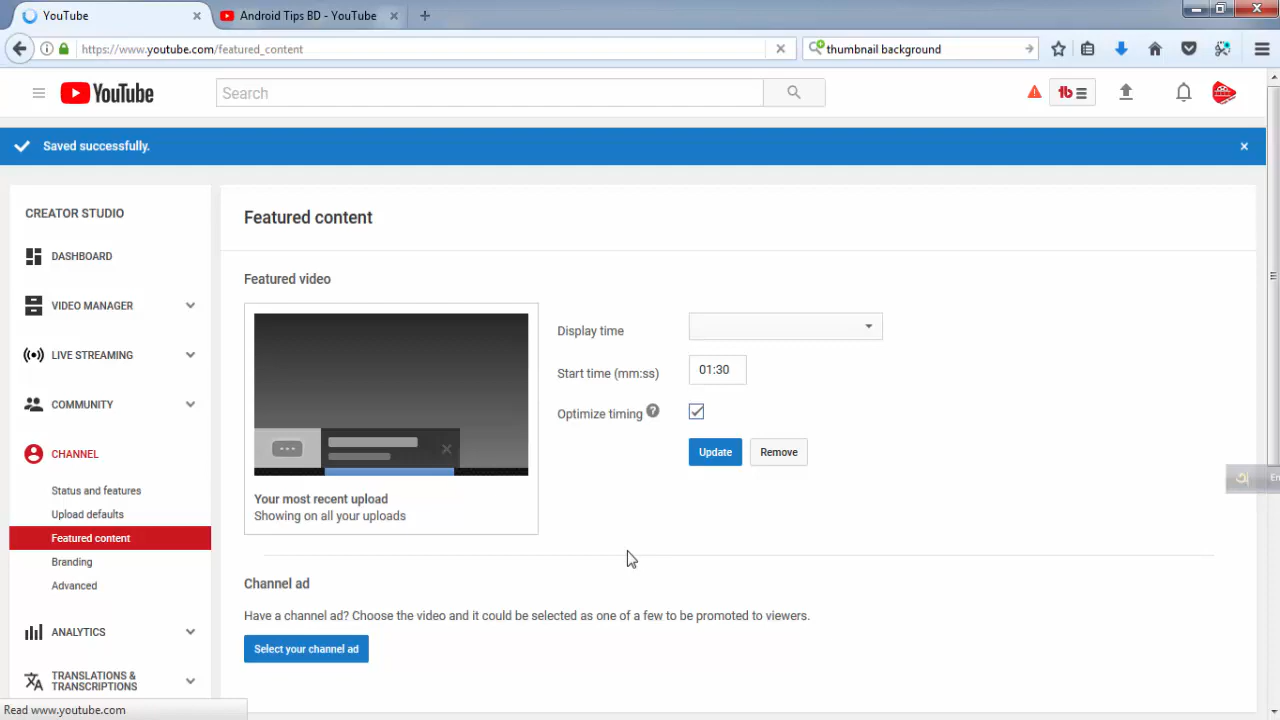 YouTube
Android Tips BD - YouTube
https://www.youtube.com/featured_content
thumbnail background
YouTube
Search
Saved successfully.
CREATOR STUDIO
DASHBOARD
VIDEO MANAGER
LIVE STREAMING
COMMUNITY
CHANNEL
Status and features
Upload defaults
Featured content
Branding
Advanced
ANALYTICS
TRANSLATIONS &
TRANSCRIPTIONS
Featured content
Featured video
Your most recent upload
Showing on all your uploads
Display time
Start time (mm:ss) 01:30
Optimize timing ?
Update Remove
Channel ad
Have a channel ad? Choose the video and it could be selected as one of a few to be promoted to viewers.
Select your channel ad
Read www.youtube.com